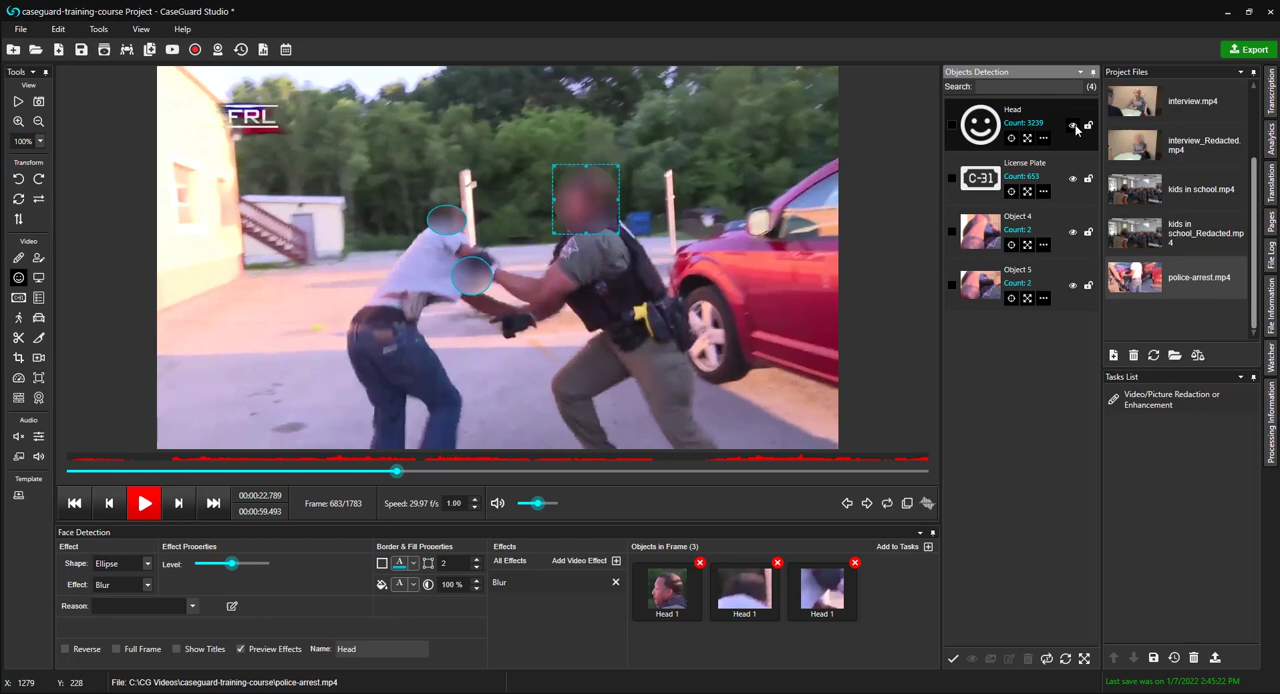 caseguard-training-course Project - CaseGuard Studio *
File Edit Tools View Help
Export
Tools
View
100%
Transform
Video
C-31
Audio
Template
FRL
Objects Detection
Search: (4)
Head
Count: 3239
C-31
License Plate
Count: 653
Object 4
Count: 2
Object 5
Count: 2
Project Files
interview.mp4
interview_Redacted.
mp4
kids in school.mp4
kids in
school_Redacted.mp
4
police-arrest.mp4
Tasks List
Video/Picture Redaction or
Enhancement
Transcription
Analytics
Translation
Pages
File Log
File Information
Watcher
Processing Information
00:00:22.789
00:00:59.493
Frame: 683/1783
Speed: 29.97 f/s 1.00
Face Detection
Effect
Shape: Ellipse
Effect: Blur
Reason:
Effect Properties
Level:
Border & Fill Properties
A 2
A 100 %
Effects
All Effects Add Video Effect
Blur
Objects in Frame (3) Add to Tasks
Head 1 Head 1 Head 1
Reverse Full Frame Show Titles Preview Effects Name: Head
X: 1279 Y: 228 File: C:\CG Videos\caseguard-training-course\police-arrest.mp4
Last save was on 1/7/2022 2:45:22 PM